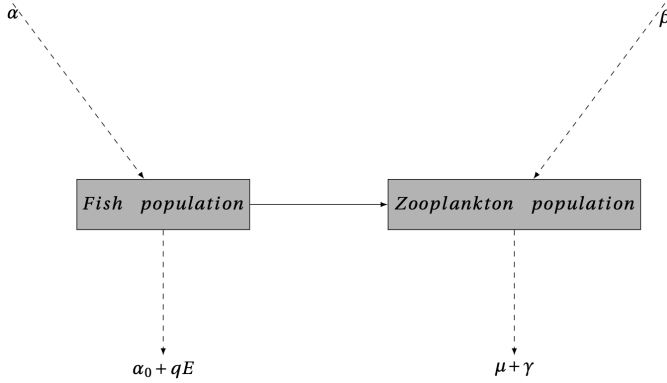 α
β
Fish population
Zooplankton population
α₀ + qE
μ + γ